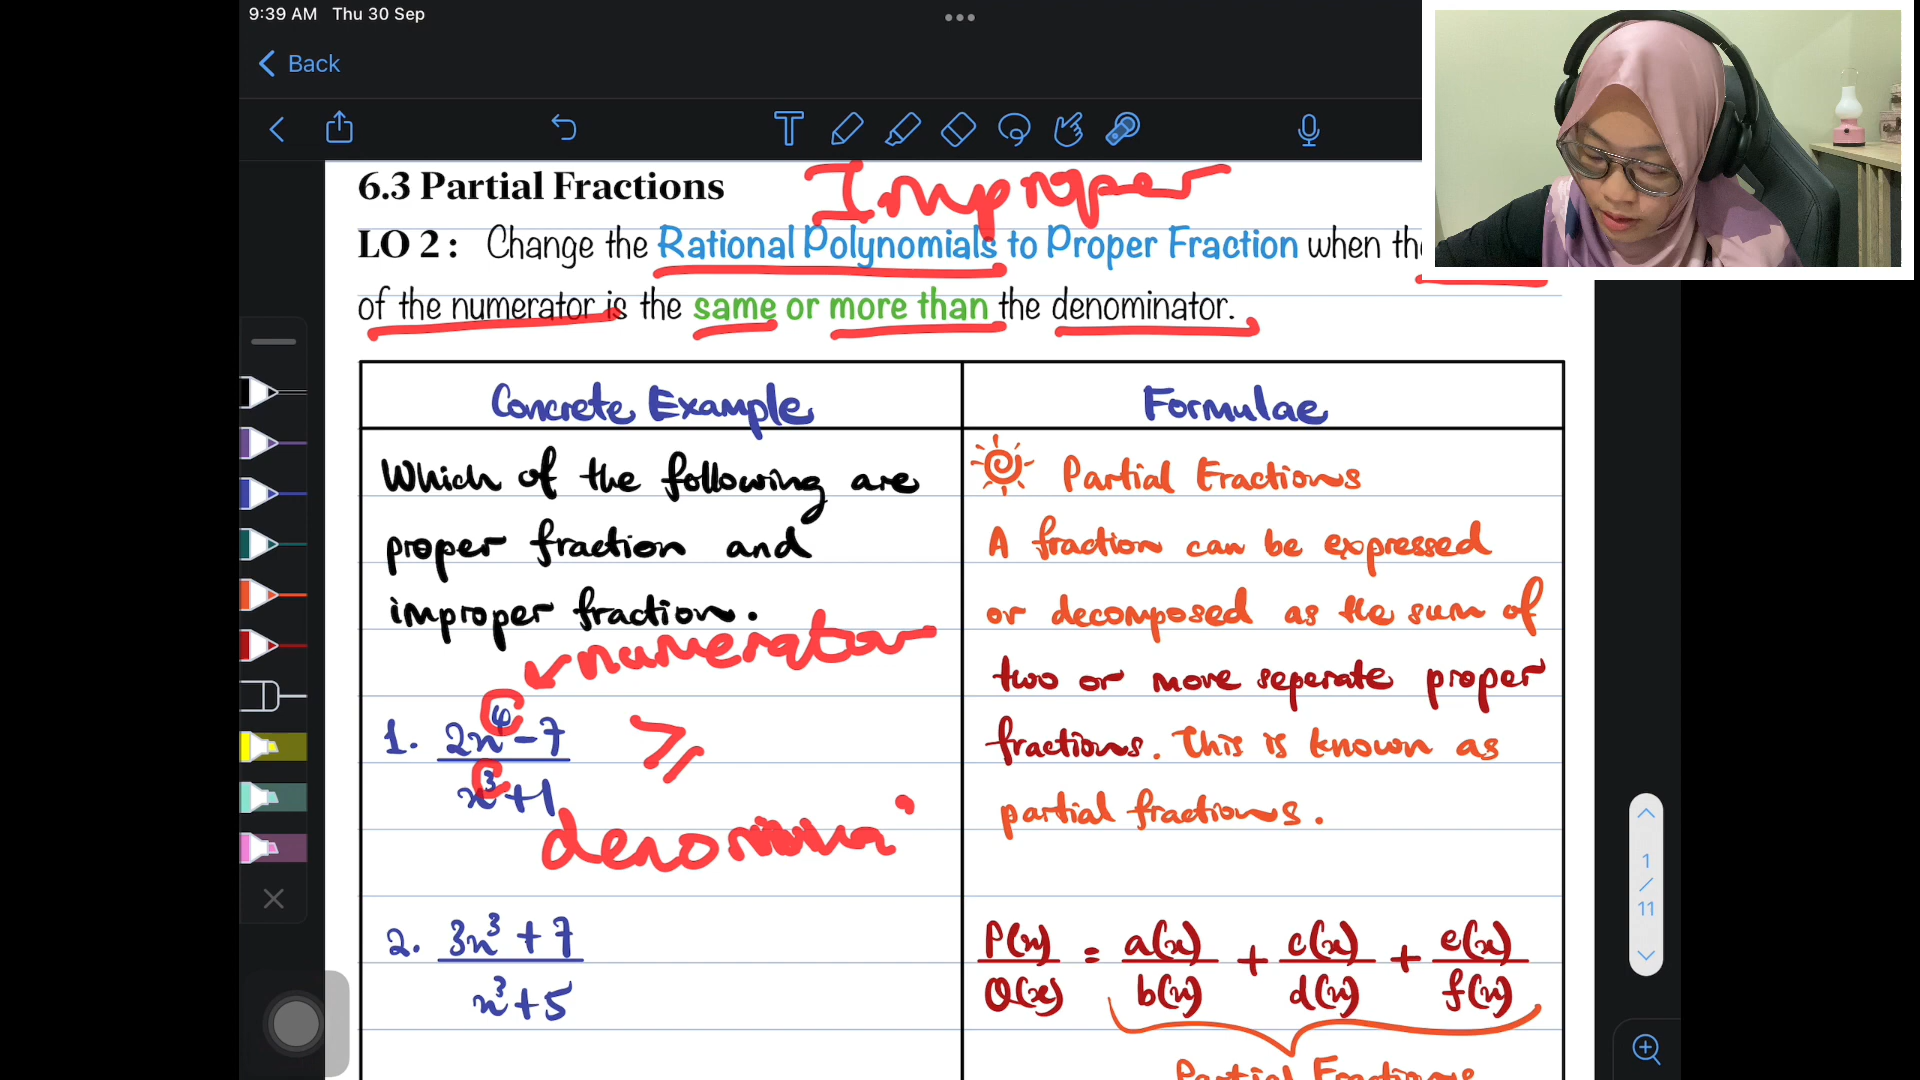 9:39 AM Thu 30 Sep
Back
6.3 Partial Fractions Improper
LO 2 : Change the Rational Polynomials to Proper Fraction when th
of the numerator is the same or more than the denominator.
Concrete Example
Which of the following are
proper fraction and
improper fraction.
numerator
1. 2x⁴ - 7 / x³ + 1 ≥
2. 3x³ + 7 / x³ + 5
Formulae
Partial Fractions
A fraction can be expressed
or decomposed as the sum of
two or more seperate proper
fractions. This is known as
partial fractions.
P(x)/Q(x) = a(x)/b(x) + c(x)/d(x) + e(x)/f(x)
Partial Fractions
1
/
11